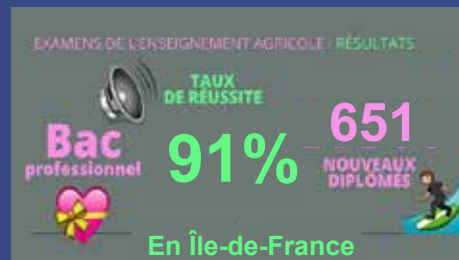 EXAMENS DE L'ENSEIGNEMENT AGRICOLE RÉSULTATS
TAUX
DE RÉUSSITE
Bac
professionnel
91%
651
NOUVEAUX
DIPLÔMÉS
En Île-de-France